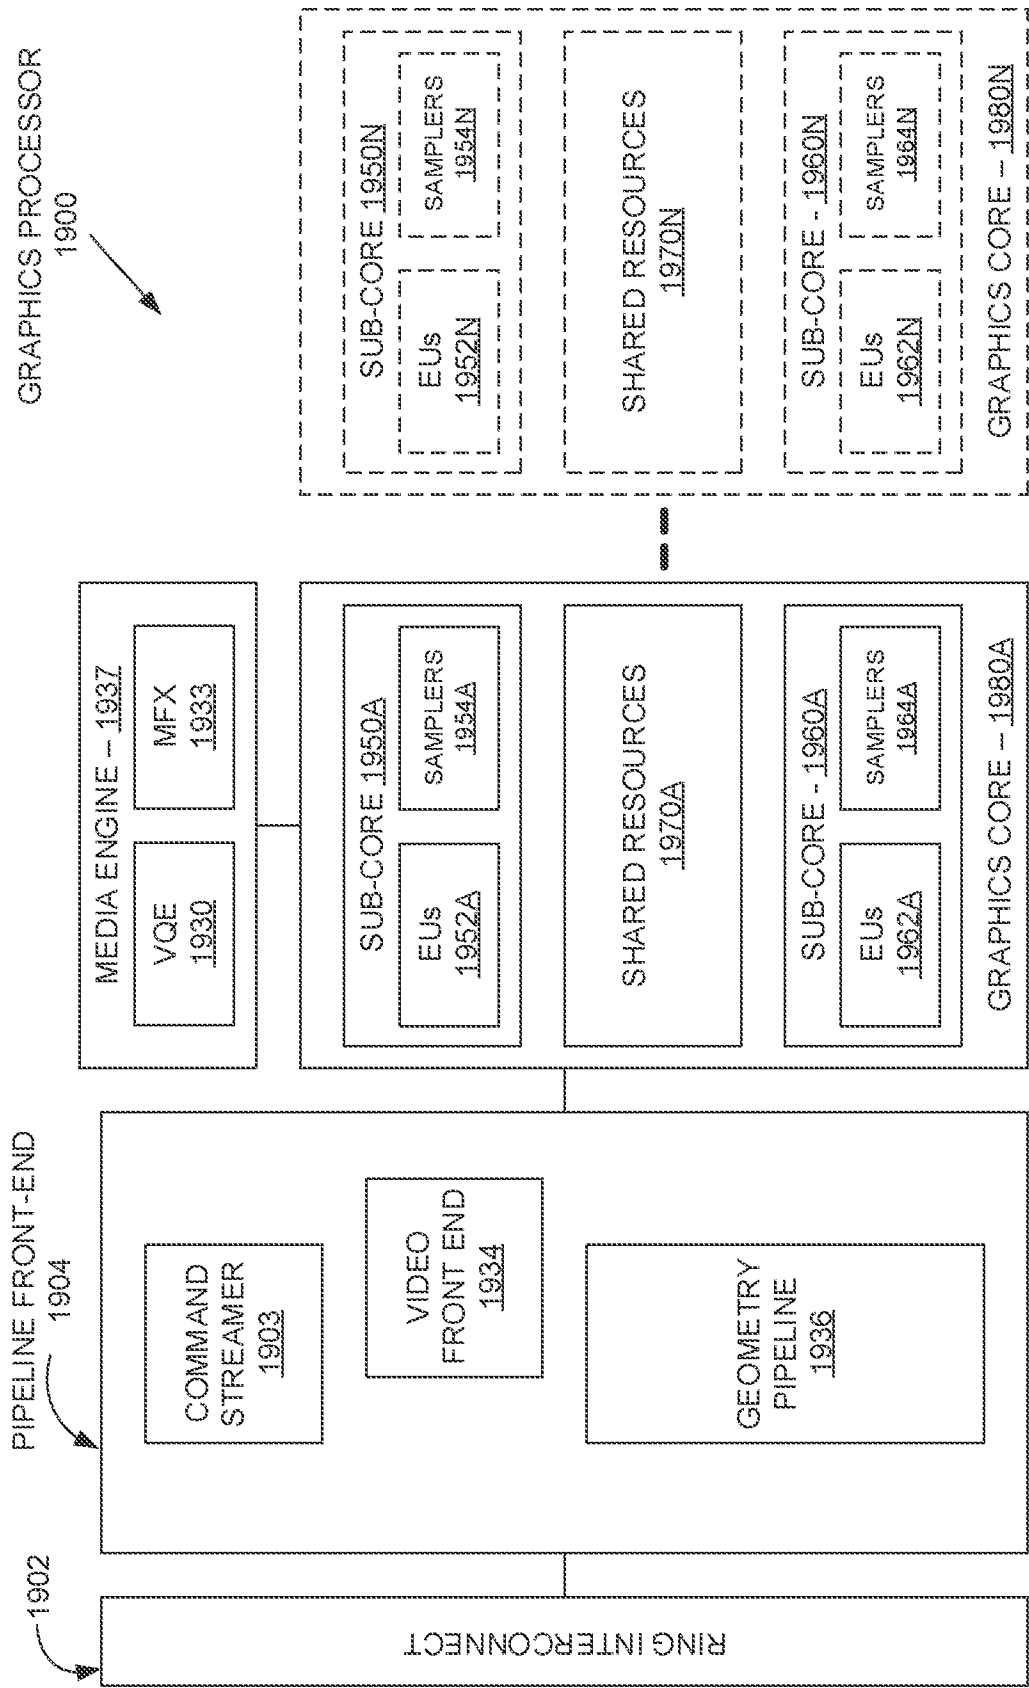 GRAPHICS PROCESSOR
1900
1902
RING INTERCONNECT
PIPELINE FRONT-END
1904
COMMAND
STREAMER
1903
VIDEO
FRONT END
1934
GEOMETRY
PIPELINE
1936
MEDIA ENGINE – 1937
VQE
1930
MFX
1933
SUB-CORE 1950A
EUs
1952A
SAMPLERS
1954A
SHARED RESOURCES
1970A
SUB-CORE - 1960A
EUs
1962A
SAMPLERS
1964A
GRAPHICS CORE – 1980A
SUB-CORE 1950N
EUs
1952N
SAMPLERS
1954N
SHARED RESOURCES
1970N
SUB-CORE - 1960N
EUs
1962N
SAMPLERS
1964N
GRAPHICS CORE – 1980N